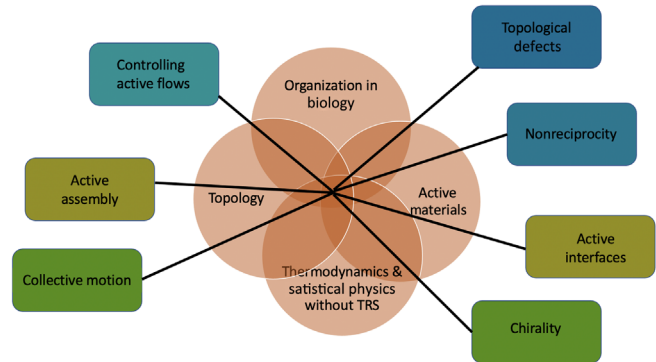 Topological
defects
Controlling
active flows
Organization in
biology
Nonreciprocity
Active
assembly
Topology
Active
materials
Active
interfaces
Collective motion
Thermodynamics &
satistical physics
without TRS
Chirality